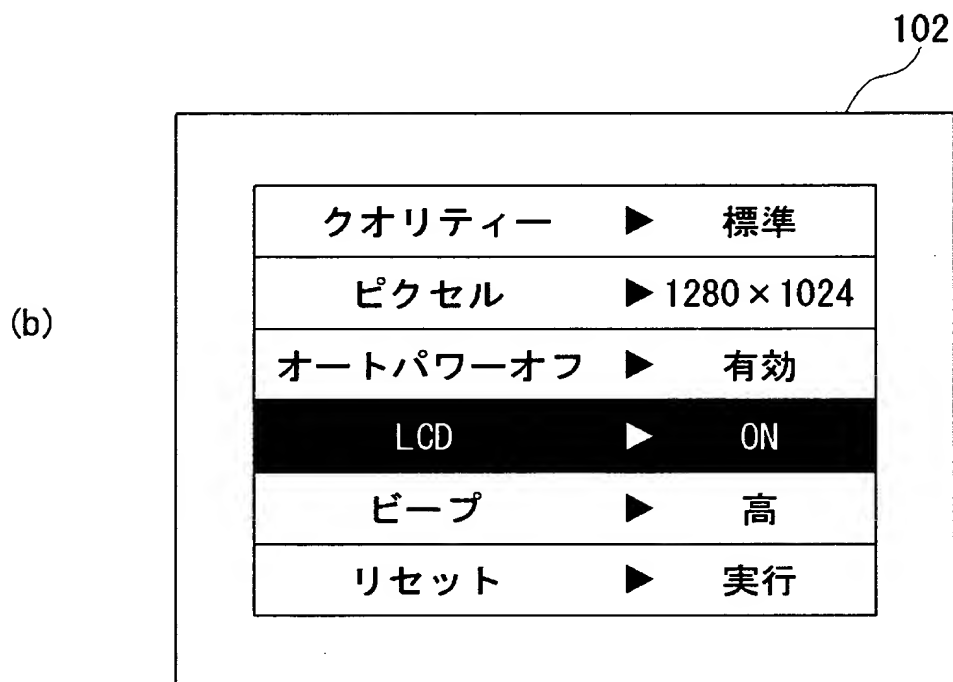 102
(b)
クオリティー ▶ 標準
ピクセル ▶ 1280×1024
オートパワーオフ ▶ 有効
LCD ▶ ON
ビープ ▶ 高
リセット ▶ 実行